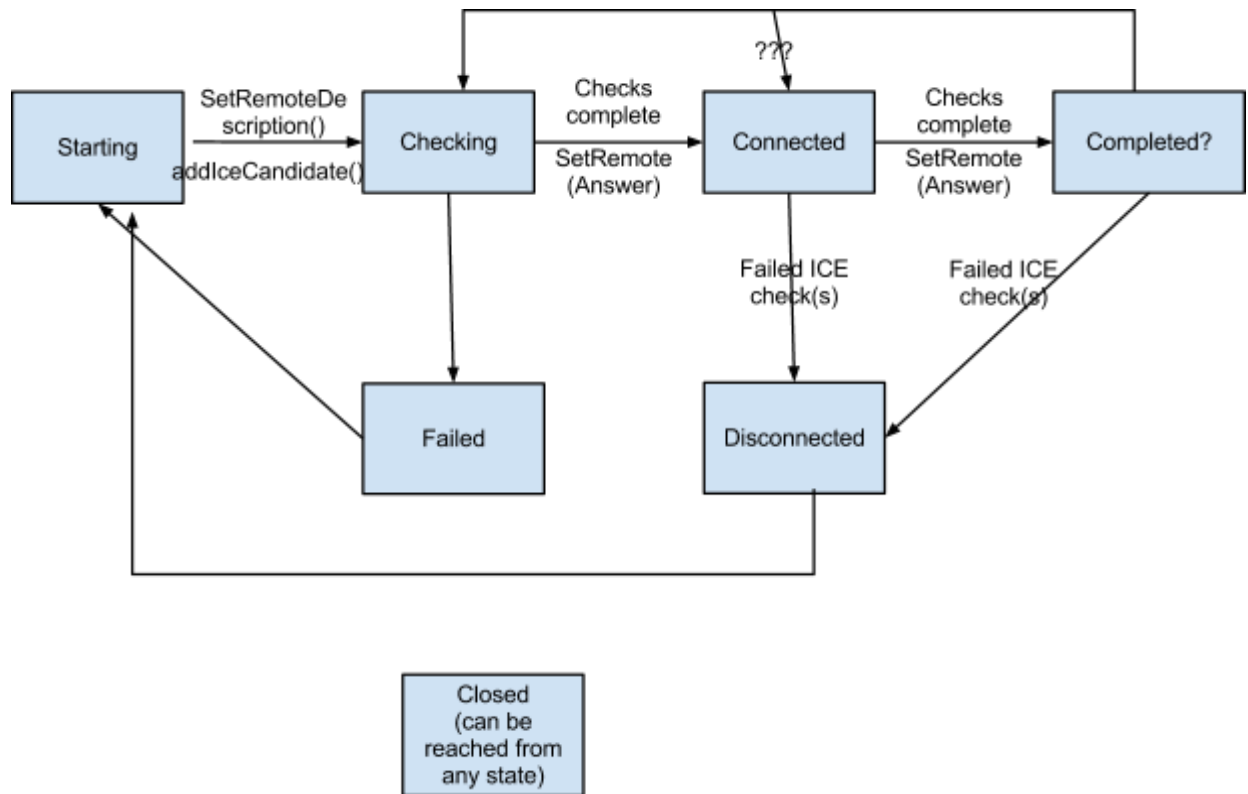 ???
SetRemoteDe
scription()
addIceCandidate()
Starting
Checking
Checks
complete
SetRemote
(Answer)
Connected
Checks
complete
SetRemote
(Answer)
Completed?
Failed ICE
check(s)
Failed ICE
check(s)
Failed
Disconnected
Closed
(can be
reached from
any state)